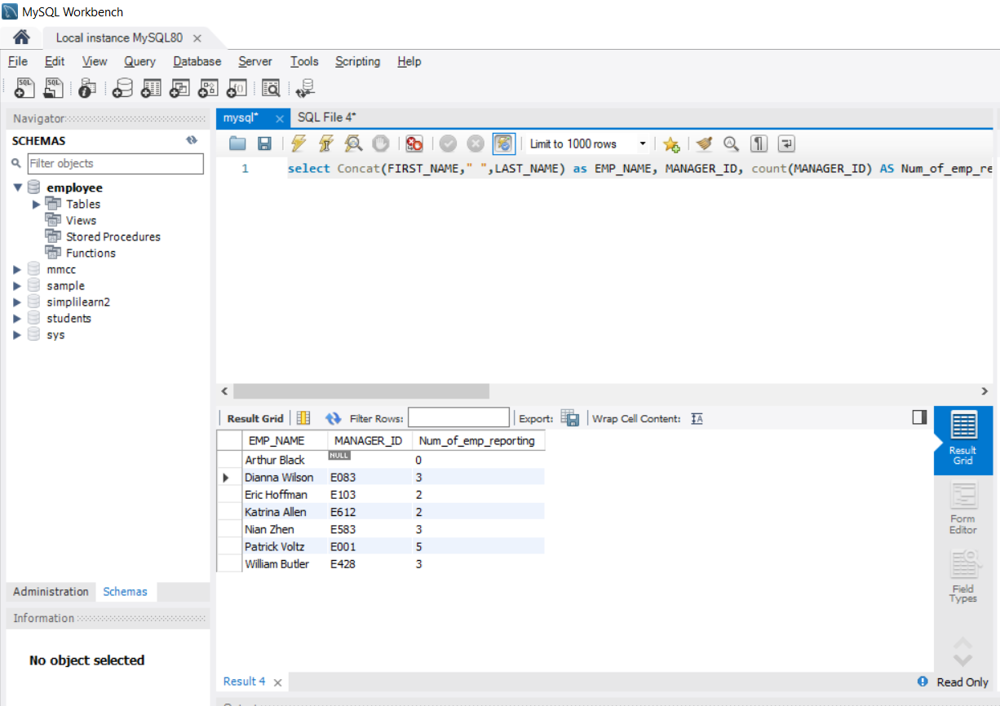 MySQL Workbench
Local instance MySQL80
File Edit View Query Database Server Tools Scripting Help
Navigator
SCHEMAS
Filter objects
employee
Tables
Views
Stored Procedures
Functions
mmcc
sample
simplilearn2
students
sys
Administration Schemas
Information
No object selected
mysql* SQL File 4*
Limit to 1000 rows
1 select Concat(FIRST_NAME," ",LAST_NAME) as EMP_NAME, MANAGER_ID, count(MANAGER_ID) AS Num_of_emp_re
Result Grid Filter Rows: Export: Wrap Cell Content:
EMP_NAME MANAGER_ID Num_of_emp_reporting
Arthur Black NULL 0
Dianna Wilson E083 3
Eric Hoffman E103 2
Katrina Allen E612 2
Nian Zhen E583 3
Patrick Voltz E001 5
William Butler E428 3
Result Grid
Form Editor
Field Types
Result 4
Read Only